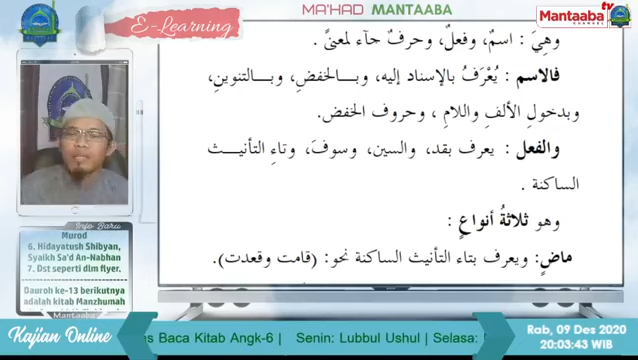 MA'HAD MANTAABA
E-Learning
Mantaaba tv
CHANNEL
وهِيَ : اسمٌ، وفعلٌ، وحرفٌ جآء لمعنىً .
فالاسم : يُعْرَفُ بالإسناد إليه، وبالخفضِ، وبالتنوينِ،
وبدخولِ الألفِ واللامِ ، وحروف الخفض.
والفعل : يعرف بقد، والسين، وسوفَ، وتاءِ التأنيث
الساكنة .
وهو ثلاثةُ أنواعٍ :
ماضٍ: ويعرف بتاء التأنيث الساكنة نحو: (قامت وقعدت).
Info Baru
Murod
6. Hidayatush Shibyan,
Syaikh Sa'd An-Nabhan
7. Dst seperti dlm flyer.
Dauroh ke-13 berikutnya
adalah kitab Manzhumah
Kajian Online
es Baca Kitab Angk-6 | Senin: Lubbul Ushul | Selasa:
Rab, 09 Des 2020
20:03:43 WIB